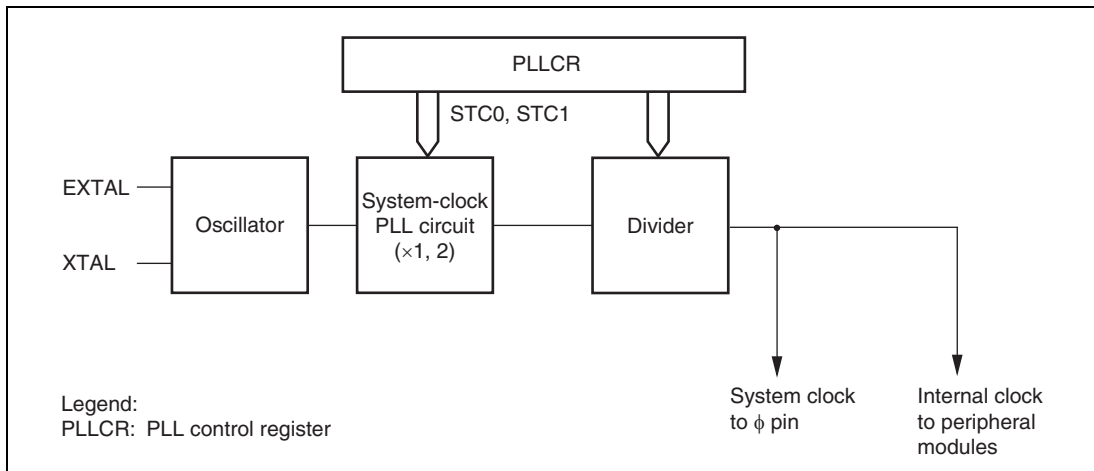 PLLCR
STC0, STC1
EXTAL
XTAL
Oscillator
System-clock
PLL circuit
(×1, 2)
Divider
System clock
to ϕ pin
Internal clock
to peripheral
modules
Legend:
PLLCR: PLL control register